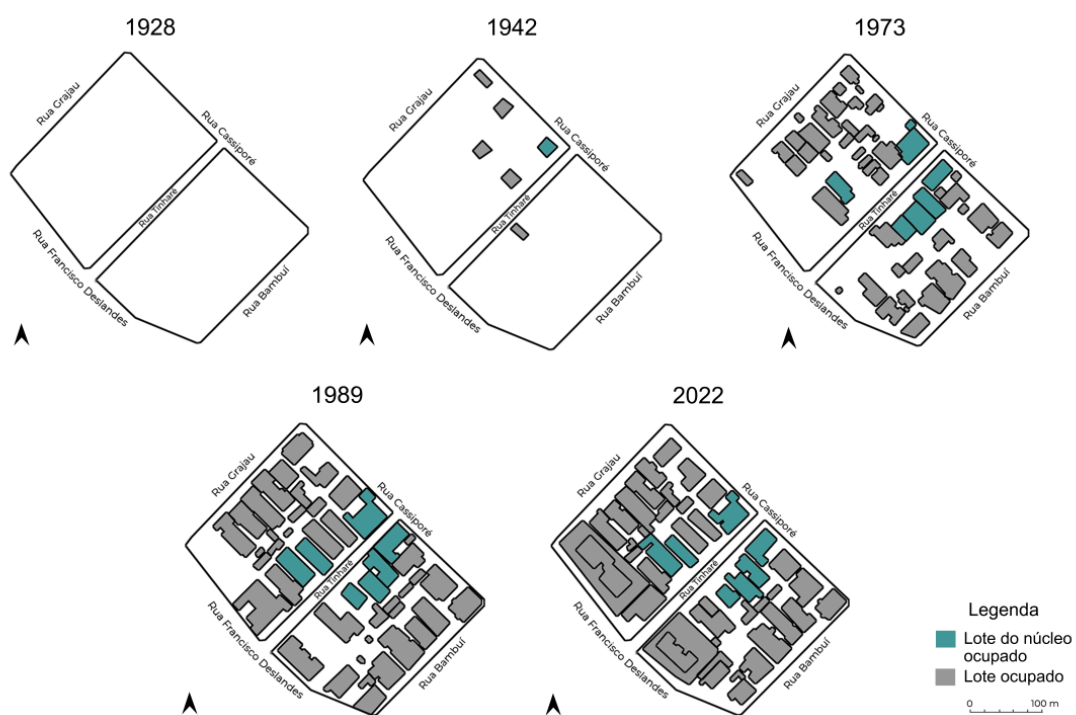 1928
Rua Grajau
Rua Cassiporé
Rua Tinharé
Rua Francisco Deslandes
Rua Bambuí
1942
Rua Grajau
Rua Cassiporé
Rua Tinharé
Rua Francisco Deslandes
Rua Bambuí
1973
Rua Grajau
Rua Cassiporé
Rua Tinharé
Rua Francisco Deslandes
Rua Bambuí
1989
Rua Grajau
Rua Cassiporé
Rua Tinharé
Rua Francisco Deslandes
Rua Bambuí
2022
Rua Grajau
Rua Cassiporé
Rua Tinharé
Rua Francisco Deslandes
Rua Bambuí
Legenda
Lote do núcleo
ocupado
Lote ocupado
0 100 m